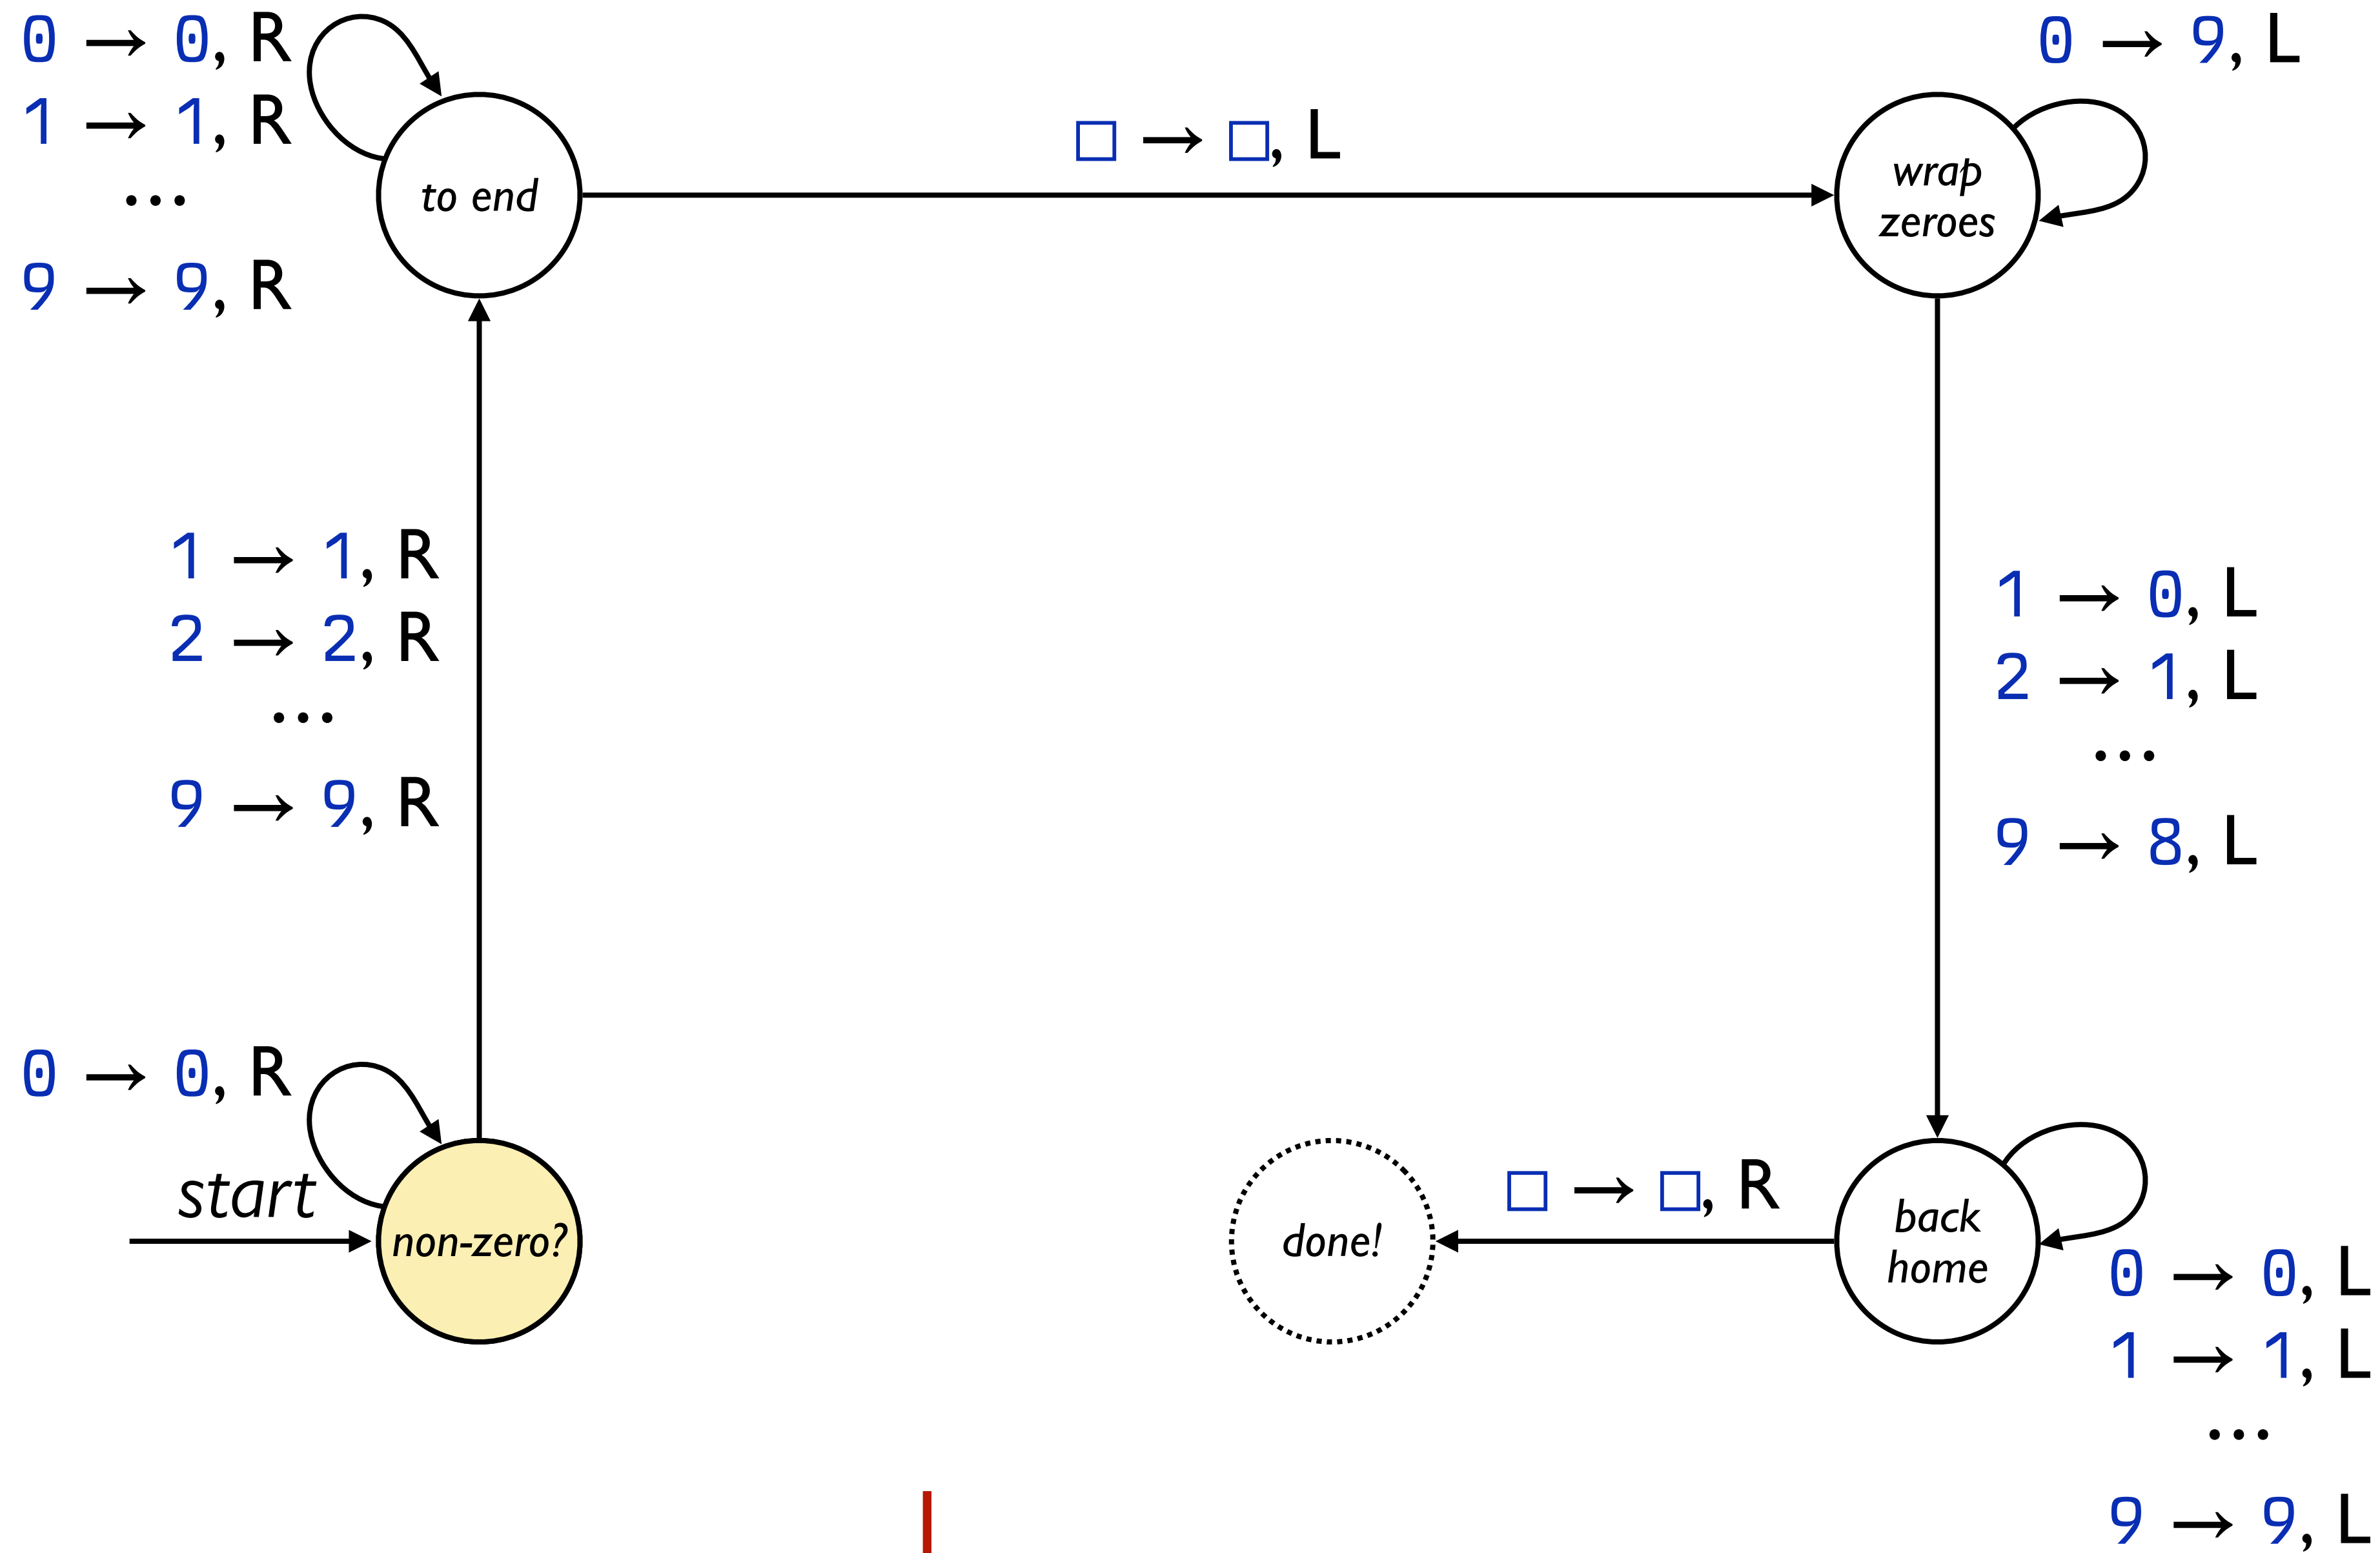 0 → 0, R
1 → 1, R
...
9 → 9, R
to end
□ → □, L
0 → 9, L
wrap
zeroes
1 → 1, R
2 → 2, R
...
9 → 9, R
1 → 0, L
2 → 1, L
...
9 → 8, L
0 → 0, R
start
non-zero?
done!
□ → □, R
back
home
0 → 0, L
1 → 1, L
...
9 → 9, L